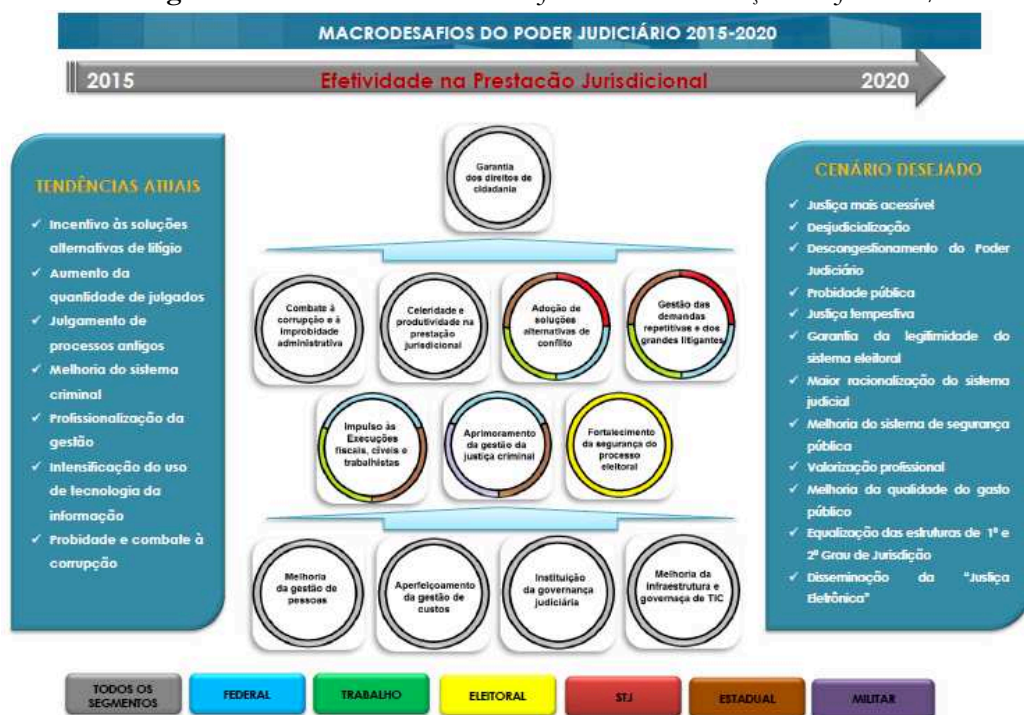 MACRODESAFIOS DO PODER JUDICIÁRIO 2015-2020
2015
Efetividade na Prestacão Jurisdicional
2020
TENDÊNCIAS ATUAIS
✓ Incentivo às soluções
alternativas de litígio
✓ Aumento da
quantidade de julgados
✓ Julgamento de
processos antigos
✓ Melhoria do sistema
criminal
✓ Profissionalização da
gestão
✓ Intensificação do uso
de tecnologia da
informação
✓ Probidade e combate à
corrupção
Garantia
dos direitos de
cidadania
Combate à
corrupção e à
improbidade
administrativa
Celeridade e
produtividade na
prestação
jurisdicional
Adoção de
soluções
alternativas de
conflito
Gestão das
demandas
repetitivas e dos
grandes litigantes
Impulso às
Execuções
fiscais, cíveis e
trabalhistas
Aprimoramento
da gestão da
justiça criminal
Fortalecimento
da segurança do
processo
eleitoral
Melhoria
da gestão de
pessoas
Aperfeiçoamento
da gestão de
custos
Instituição
da governança
judiciária
Melhoria da
infraestrutura e
governaça de TIC
CENÁRIO DESEJADO
✓ Justiça mais acessível
✓ Desjudicialização
✓ Descongestionamento do Poder
Judiciário
✓ Probidade pública
✓ Justiça tempestiva
✓ Garantia da legitimidade do
sistema eleitoral
✓ Maior racionalização do sistema
judicial
✓ Melhoria do sistema de segurança
pública
✓ Valorização profissional
✓ Melhoria da qualidade do gasto
público
✓ Equalização das estruturas de 1º e
2º Grau de Jurisdição
✓ Disseminação da "Justiça
Eletrônica"
TODOS OS
SEGMENTOS
FEDERAL
TRABALHO
ELEITORAL
STJ
ESTADUAL
MILITAR